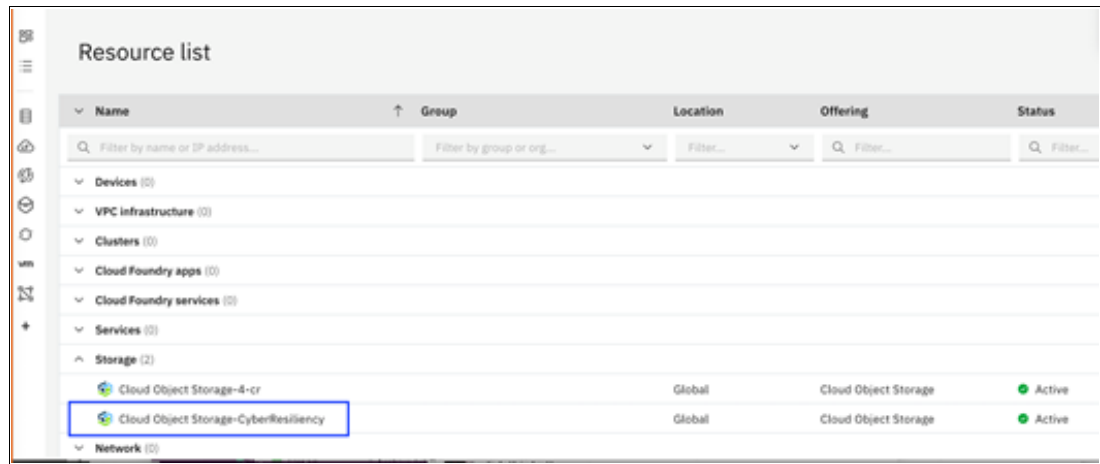 Resource list
Name Group Location Offering Status
Filter by name or IP address... Filter by group or org... Filter... Filter... Filter...
Devices (0)
VPC infrastructure (0)
Clusters (0)
Cloud Foundry apps (0)
Cloud Foundry services (0)
Services (0)
Storage (2)
Cloud Object Storage-4-cr Global Cloud Object Storage Active
Cloud Object Storage-CyberResiliency Global Cloud Object Storage Active
Network (0)
vm